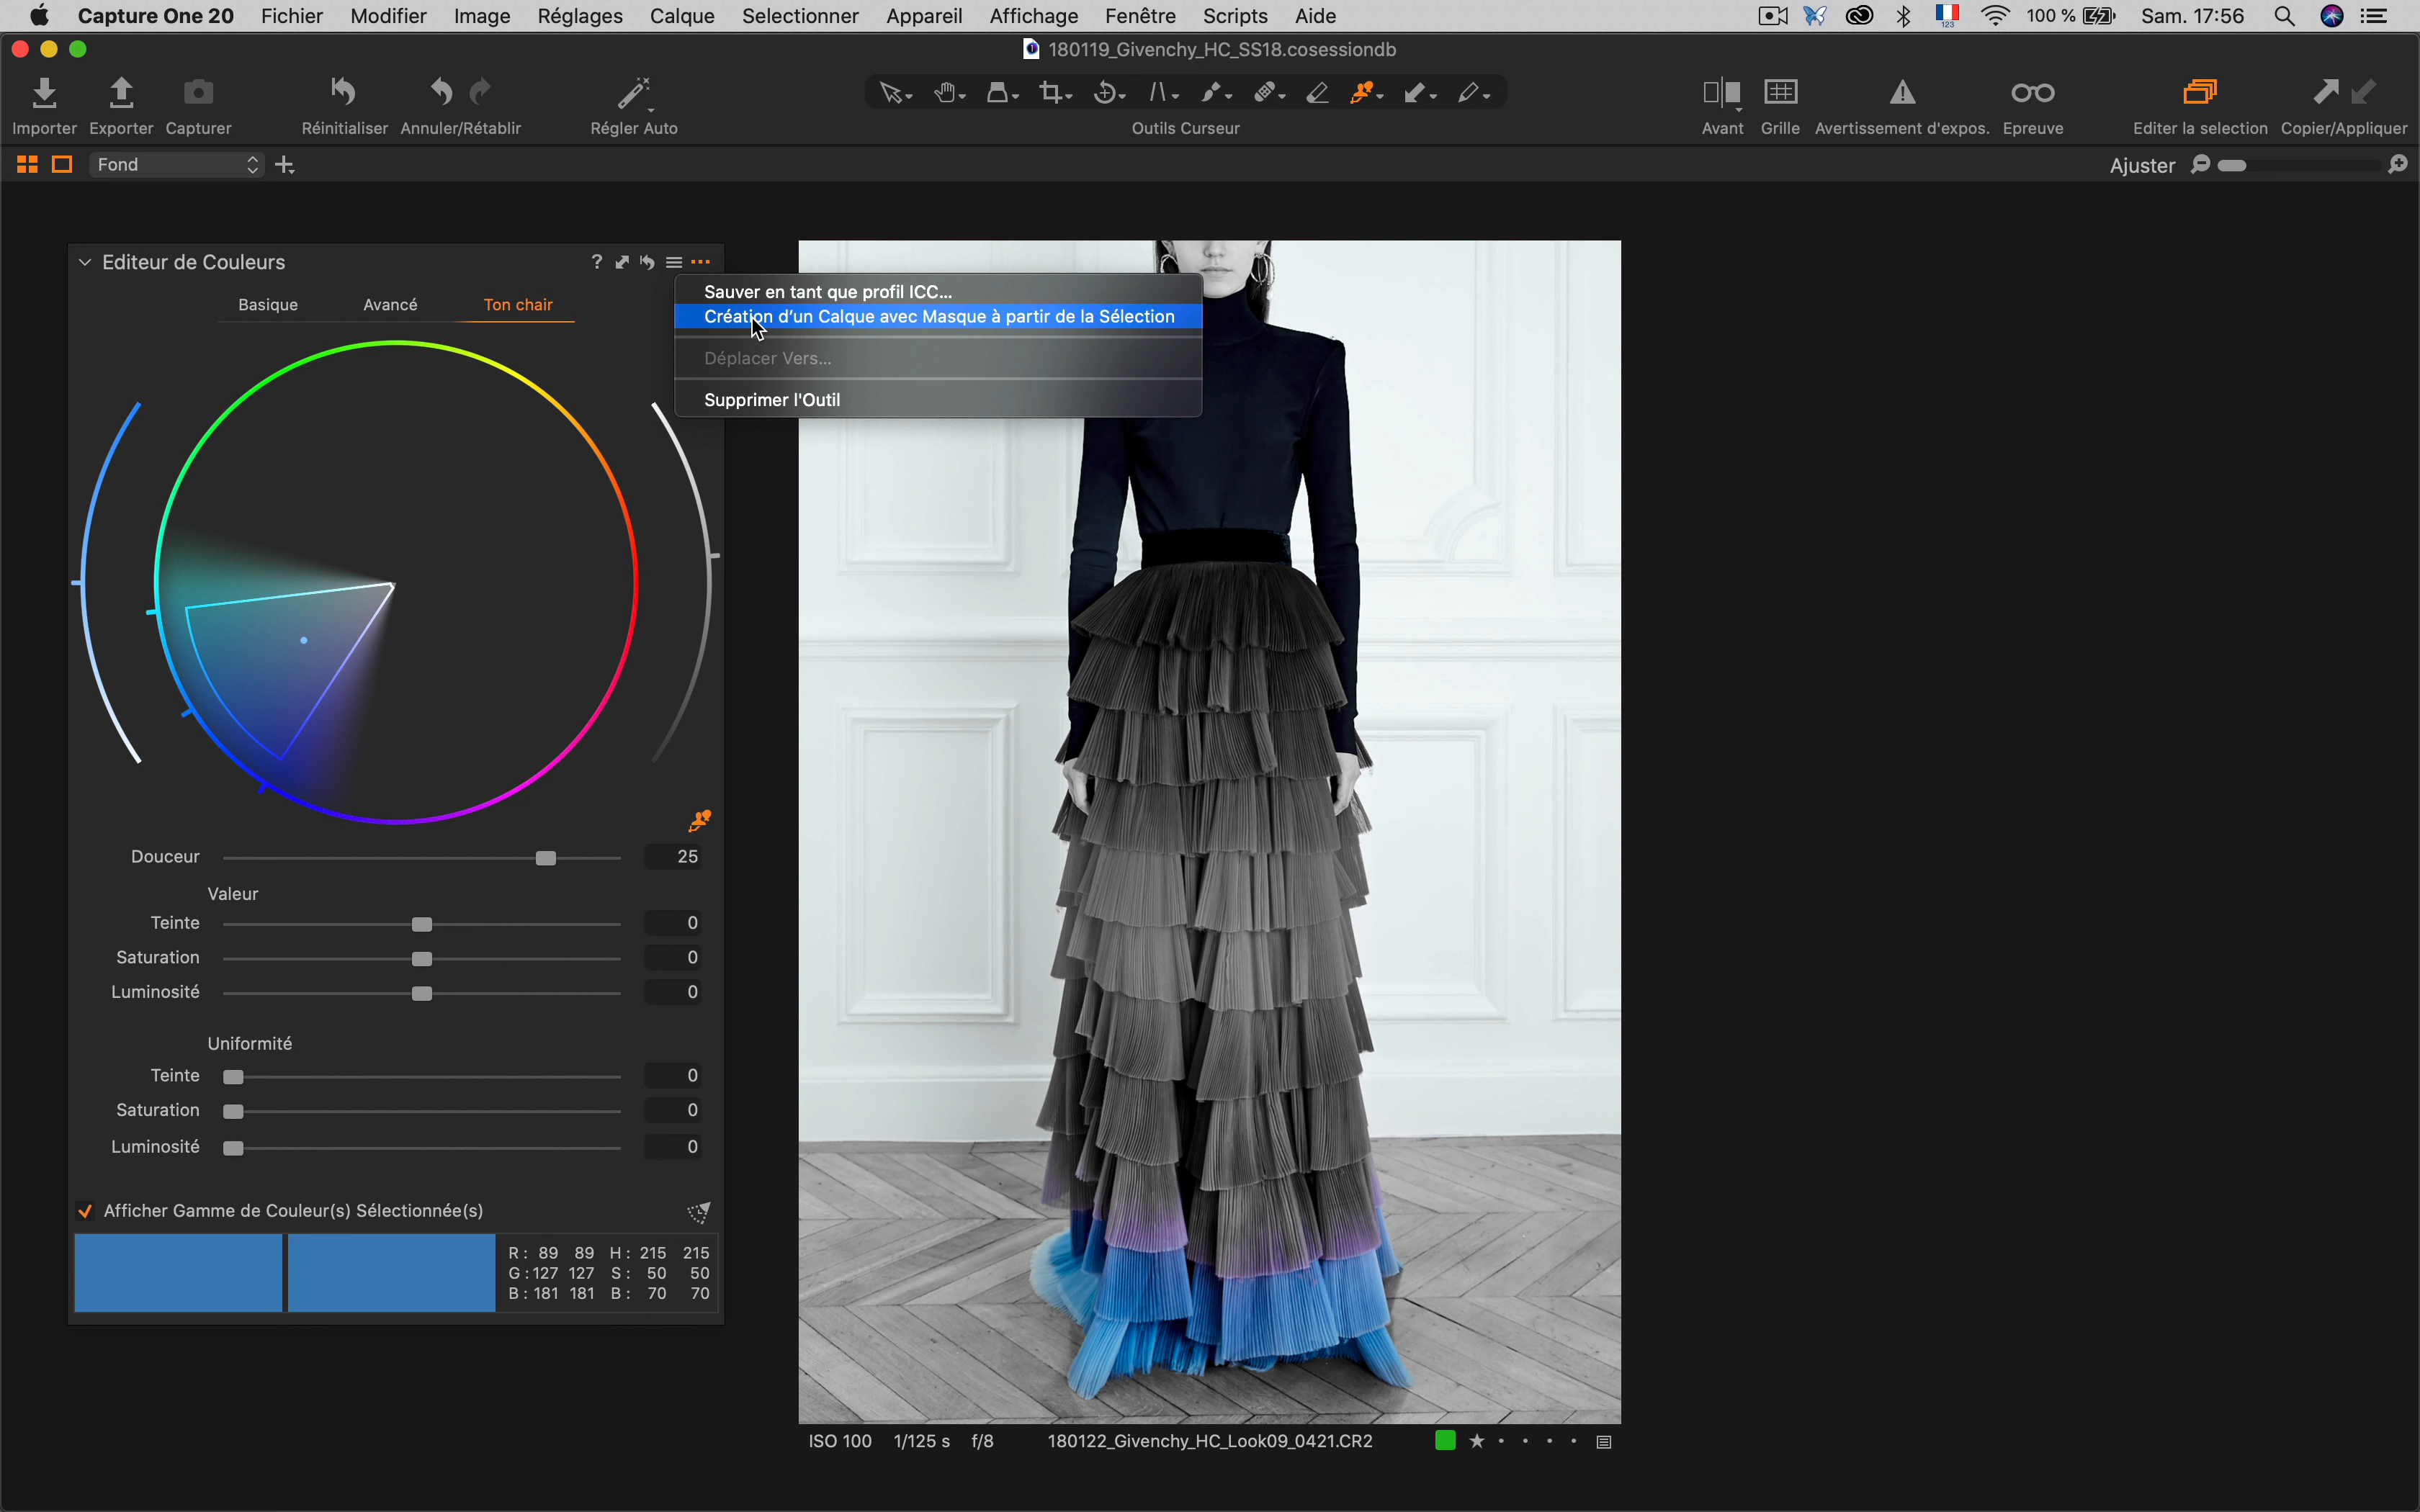 Capture One 20 Fichier Modifier Image Réglages Calque Selectionner Appareil Affichage Fenêtre Scripts Aide 123 100 % Sam. 17:56
180119_Givenchy_HC_SS18.cosessiondb
Importer Exporter Capturer Réinitialiser Annuler/Rétablir Régler Auto Outils Curseur Avant Grille Avertissement d'expos. Epreuve Editer la selection Copier/Appliquer
Fond Ajuster
Editeur de Couleurs ?
Basique Avancé Ton chair
Sauver en tant que profil ICC...
Création d’un Calque avec Masque à partir de la Sélection
Déplacer Vers...
Supprimer l'Outil
Douceur 25
Valeur
Teinte 0
Saturation 0
Luminosité 0
Uniformité
Teinte 0
Saturation 0
Luminosité 0
Afficher Gamme de Couleur(s) Sélectionnée(s)
R: 89 89 H: 215 215
G:127 127 S: 50 50
B:181 181 B: 70 70
ISO 100 1/125 s f/8 180122_Givenchy_HC_Look09_0421.CR2